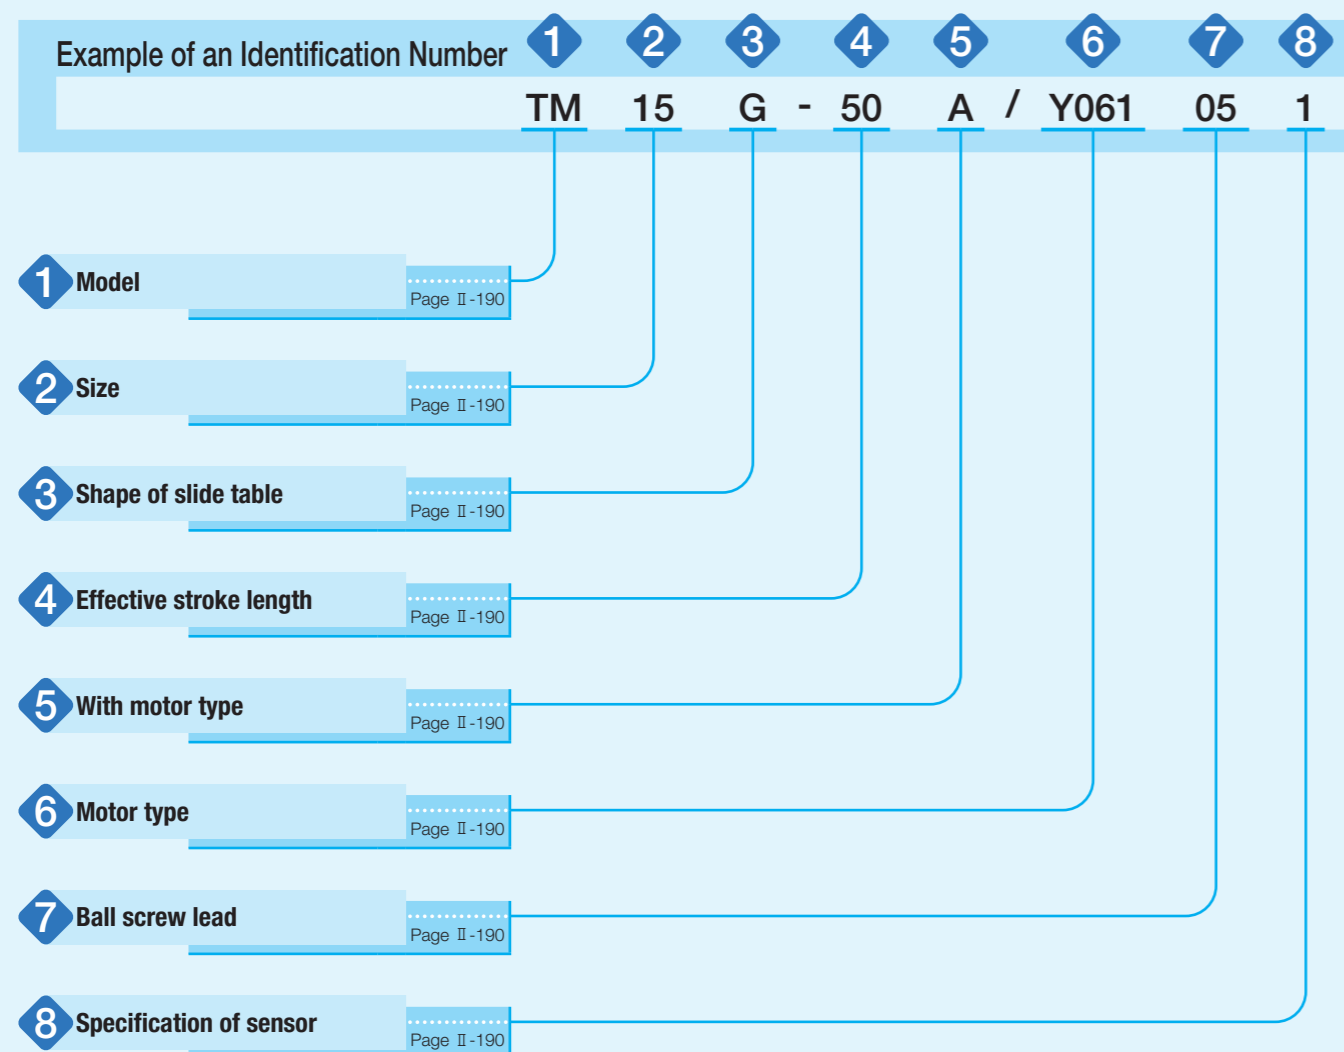 Example of an Identification Number 1 2 3 4 5 6 7 8
TM 15 G - 50 A / Y061 05 1
1 Model
Page Ⅱ-190
2 Size
Page Ⅱ-190
3 Shape of slide table
Page Ⅱ-190
4 Effective stroke length
Page Ⅱ-190
5 With motor type
Page Ⅱ-190
6 Motor type
Page Ⅱ-190
7 Ball screw lead
Page Ⅱ-190
8 Specification of sensor
Page Ⅱ-190